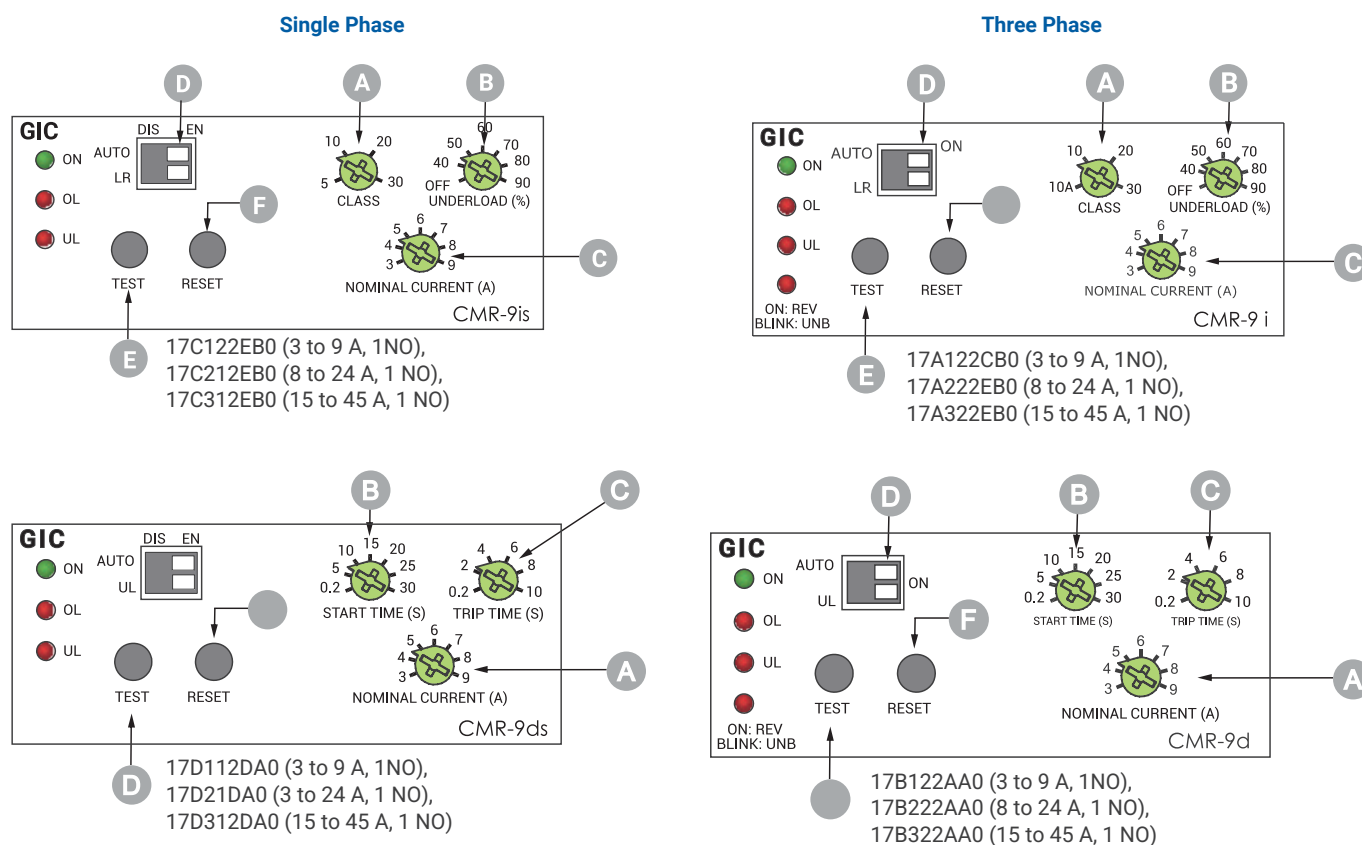 Single Phase
Three Phase
D
A
B
GIC
DIS EN
AUTO
LR
ON
OL
UL
F
10 20
5 30
CLASS
60
50 70
40 80
OFF 90
UNDERLOAD (%)
6
5 7
4 8
3 9
NOMINAL CURRENT (A)
C
TEST
RESET
CMR-9is
E
17C122EB0 (3 to 9 A, 1NO),
17C212EB0 (8 to 24 A, 1 NO),
17C312EB0 (15 to 45 A, 1 NO)
D
A
B
GIC
AUTO
ON
LR
ON
OL
UL
ON: REV
BLINK: UNB
10 20
10A 30
CLASS
60
50 70
40 80
OFF 90
UNDERLOAD (%)
6
5 7
4 8
3 9
NOMINAL CURRENT (A)
C
TEST
RESET
CMR-9 i
E
17A122CB0 (3 to 9 A, 1NO),
17A222EB0 (8 to 24 A, 1 NO),
17A322EB0 (15 to 45 A, 1 NO)
B
C
GIC
DIS EN
AUTO
UL
ON
OL
UL
15
10 20
5 25
0.2 30
START TIME (S)
4 6
2 8
0.2 10
TRIP TIME (S)
6
5 7
4 8
3 9
NOMINAL CURRENT (A)
A
TEST
RESET
CMR-9ds
D
17D112DA0 (3 to 9 A, 1NO),
17D21DA0 (3 to 24 A, 1 NO),
17D312DA0 (15 to 45 A, 1 NO)
D
B
C
GIC
AUTO
ON
UL
ON
OL
UL
ON: REV
BLINK: UNB
F
15
10 20
5 25
0.2 30
START TIME (S)
4 6
2 8
0.2 10
TRIP TIME (S)
6
5 7
4 8
3 9
NOMINAL CURRENT (A)
A
TEST
RESET
CMR-9d
17B122AA0 (3 to 9 A, 1NO),
17B222AA0 (8 to 24 A, 1 NO),
17B322AA0 (15 to 45 A, 1 NO)